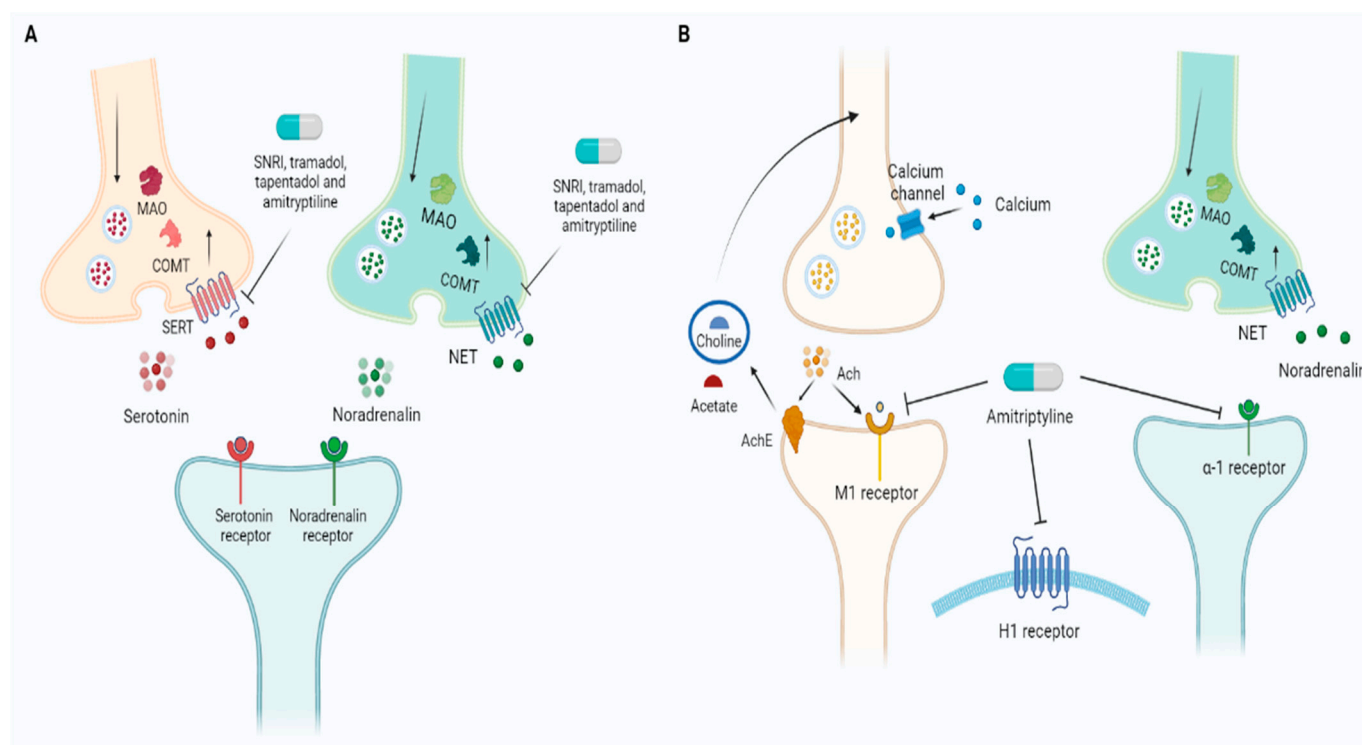 A
SNRI, tramadol,
tapentadol and
amitryptiline
MAO
COMT
SERT
Serotonin
SNRI, tramadol,
tapentadol and
amitryptiline
MAO
COMT
NET
Noradrenalin
Serotonin
receptor
Noradrenalin
receptor
B
Calcium
channel
Calcium
Choline
Acetate
Ach
AchE
M1 receptor
Amitriptyline
H1 receptor
MAO
COMT
NET
Noradrenalin
α-1 receptor